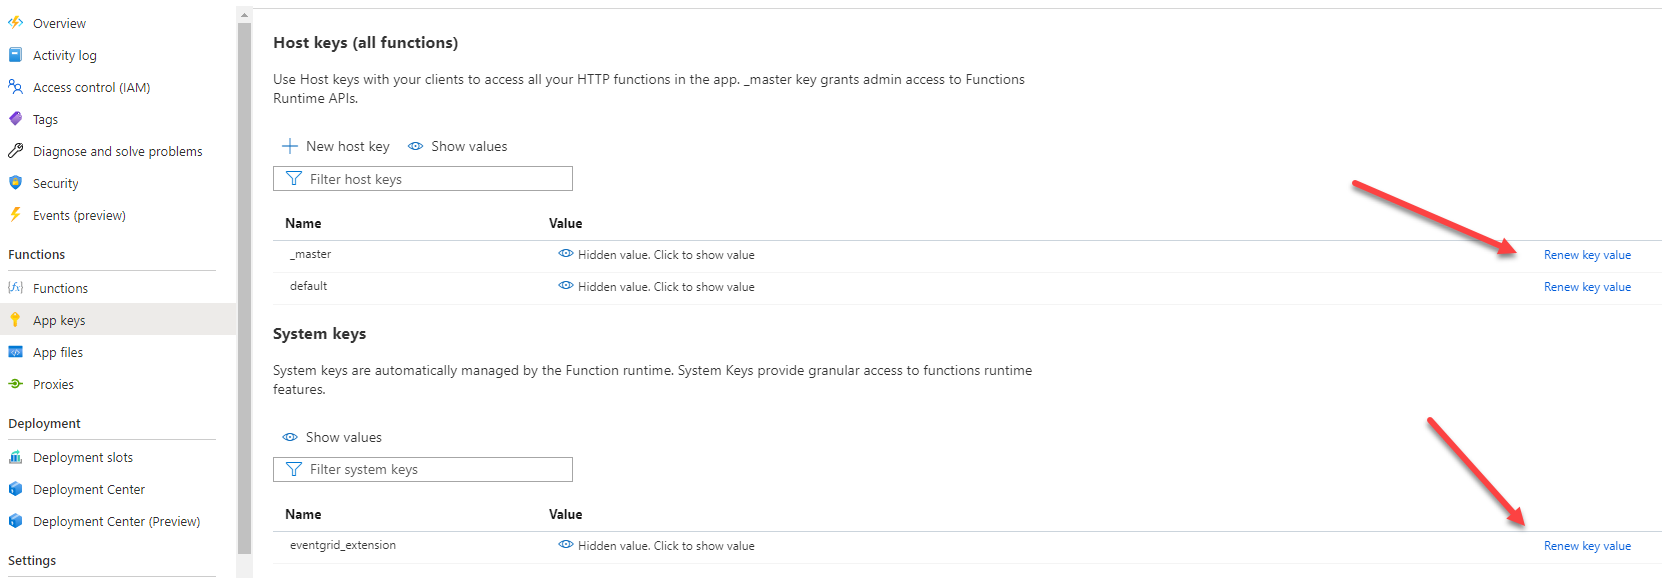 Overview
Activity log
Access control (IAM)
Tags
Diagnose and solve problems
Security
Events (preview)
Functions
Functions
App keys
App files
Proxies
Deployment
Deployment slots
Deployment Center
Deployment Center (Preview)
Settings
Host keys (all functions)
Use Host keys with your clients to access all your HTTP functions in the app. _master key grants admin access to Functions
Runtime APIs.
New host key Show values
Filter host keys
Name Value
_master Hidden value. Click to show value Renew key value
default Hidden value. Click to show value Renew key value
System keys
System keys are automatically managed by the Function runtime. System Keys provide granular access to functions runtime
features.
Show values
Filter system keys
Name Value
eventgrid_extension Hidden value. Click to show value Renew key value